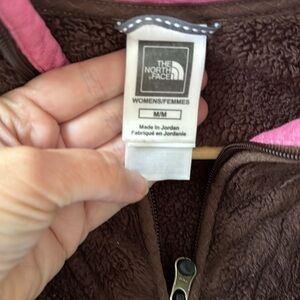 THE
NORTH
FACE
WOMENS/FEMMES
M/M
Made in Jordan
Fabriqué en Jordanie